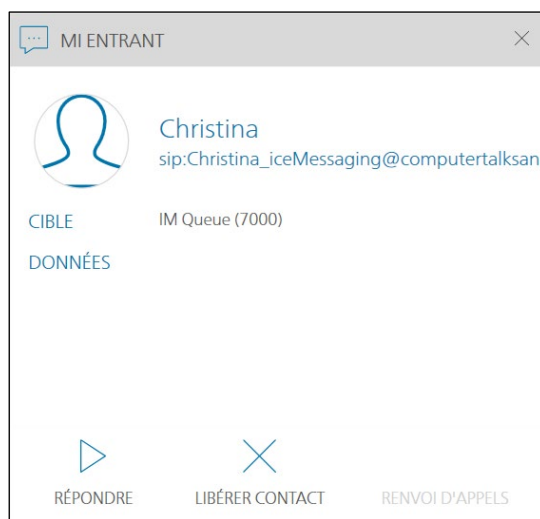 MI ENTRANT
Christina
sip:Christina_iceMessaging@computertalksan
CIBLE IM Queue (7000)
DONNÉES
RÉPONDRE LIBÉRER CONTACT RENVOI D'APPELS